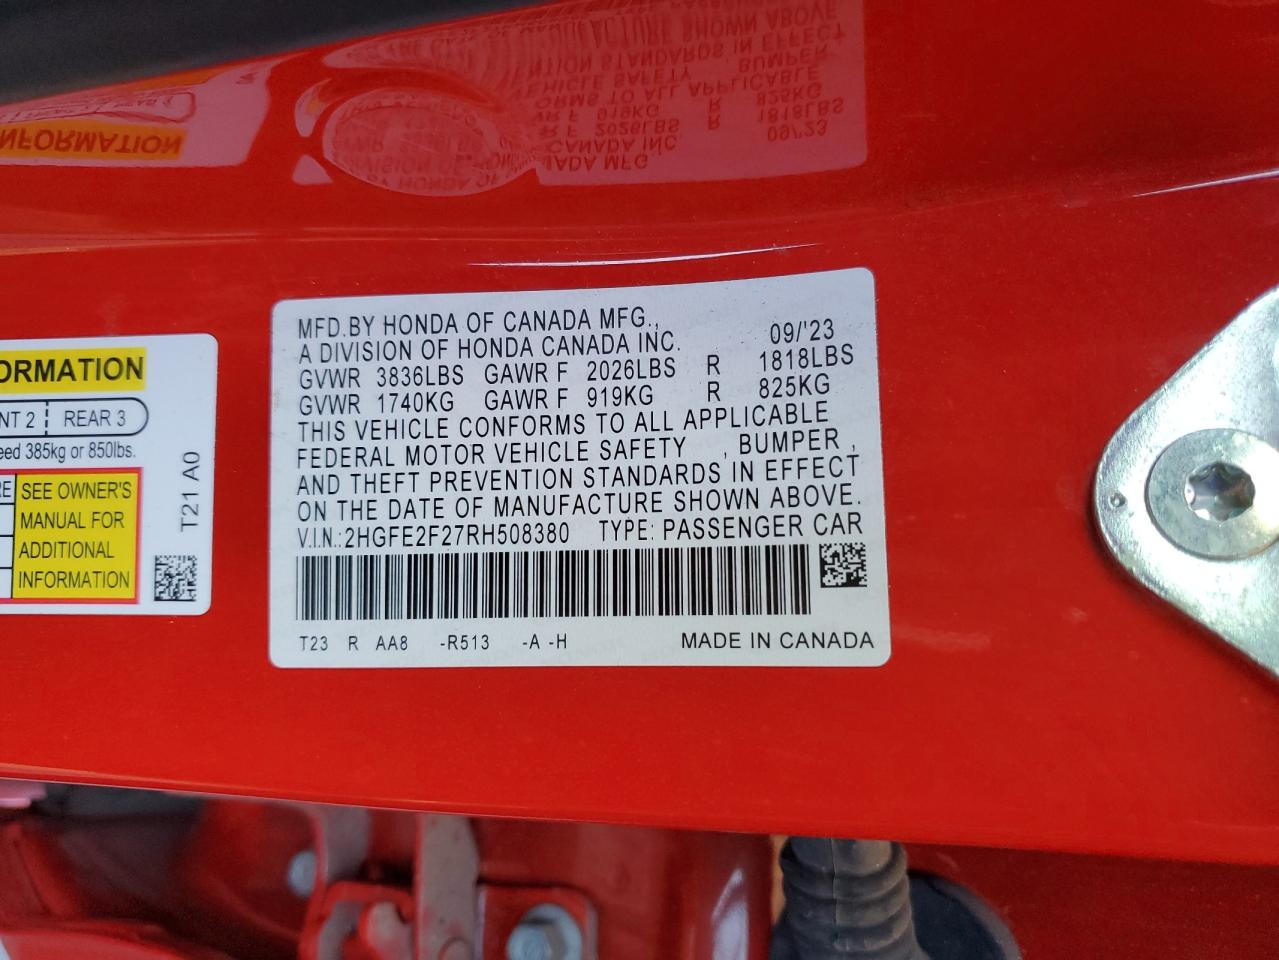 MFD.BY HONDA OF CANADA MFG.,
A DIVISION OF HONDA CANADA INC. 09/'23
GVWR 3836LBS GAWR F 2026LBS R 1818LBS
GVWR 1740KG GAWR F 919KG R 825KG
THIS VEHICLE CONFORMS TO ALL APPLICABLE
FEDERAL MOTOR VEHICLE SAFETY , BUMPER ,
AND THEFT PREVENTION STANDARDS IN EFFECT
ON THE DATE OF MANUFACTURE SHOWN ABOVE.
V.I.N.:2HGFE2F27RH508380 TYPE: PASSENGER CAR
T23 R AA8 -R513 -A -H MADE IN CANADA
ORMATION
NT 2 REAR 3
eed 385kg or 850lbs.
RE SEE OWNER'S
MANUAL FOR
ADDITIONAL
INFORMATION
T21 A0